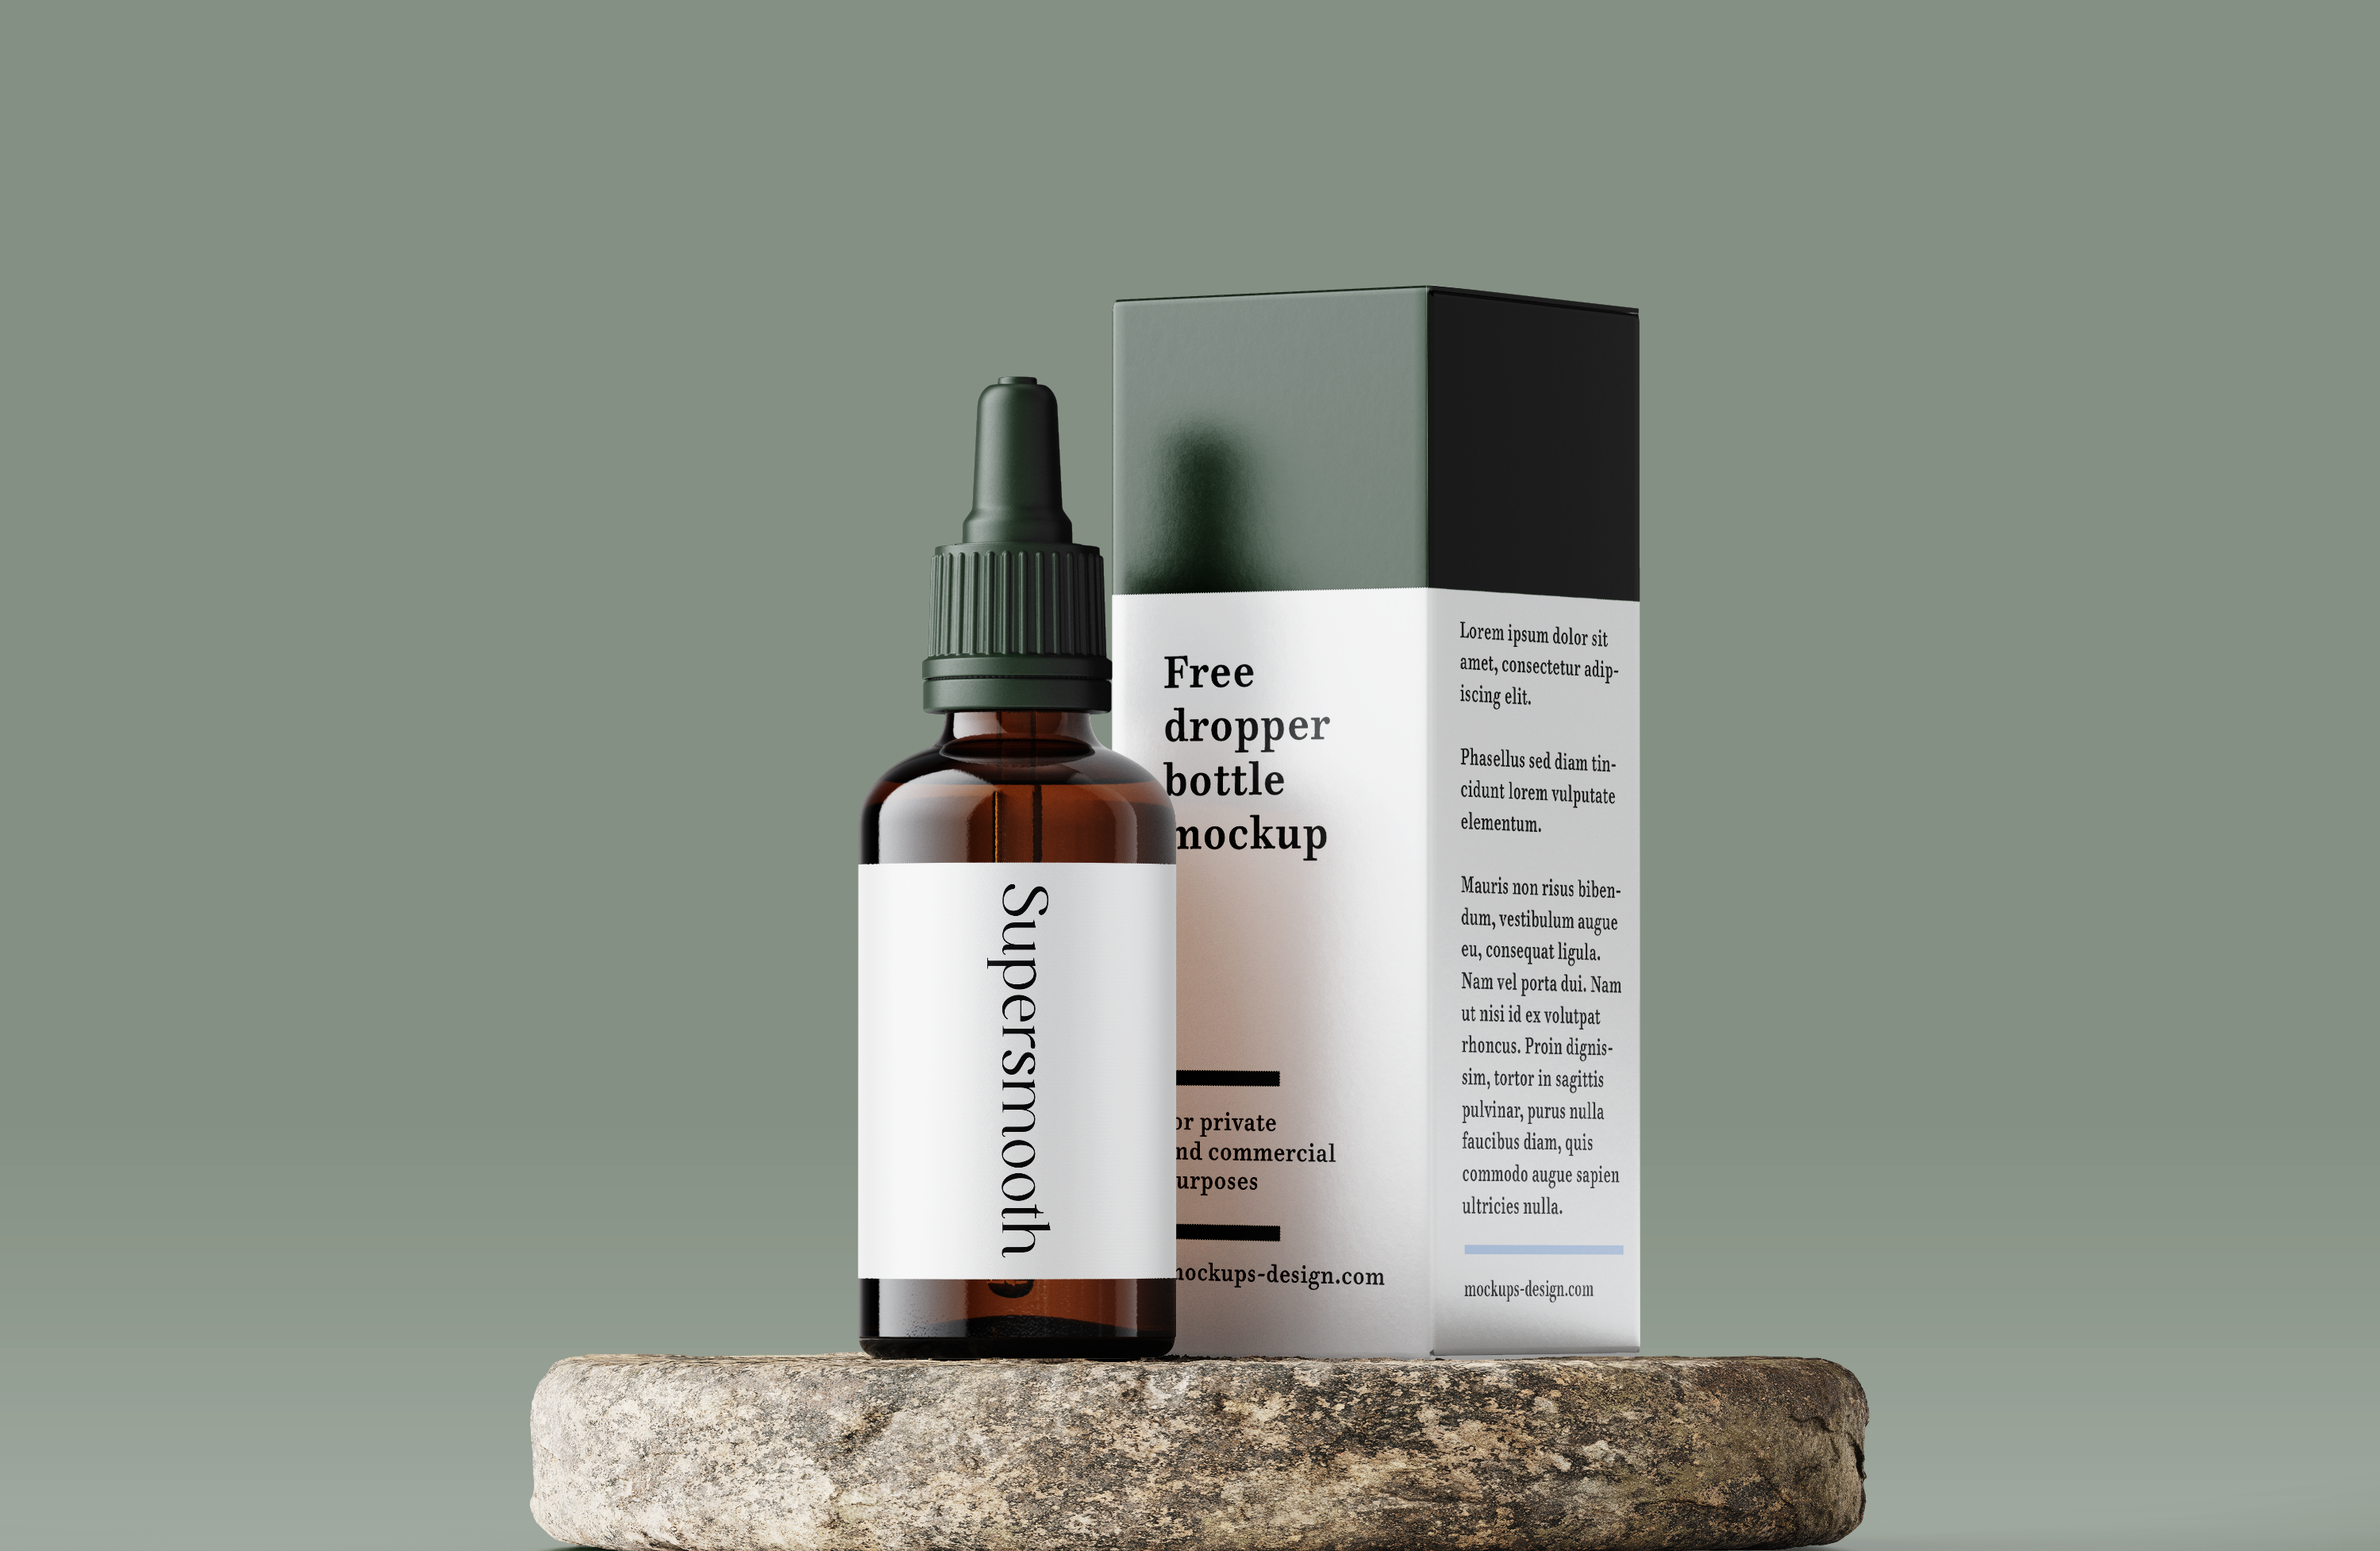 Supersmooth
Free
dropper
bottle
mockup
or private
nd commercial
urposes
mockups-design.com
Lorem ipsum dolor sit
amet, consectetur adip-
iscing elit.
Phasellus sed diam tin-
cidunt lorem vulputate
elementum.
Mauris non risus biben-
dum, vestibulum augue
eu, consequat ligula.
Nam vel porta dui. Nam
ut nisi id ex volutpat
rhoncus. Proin dignis-
sim, tortor in sagittis
pulvinar, purus nulla
faucibus diam, quis
commodo augue sapien
ultricies nulla.
mockups-design.com